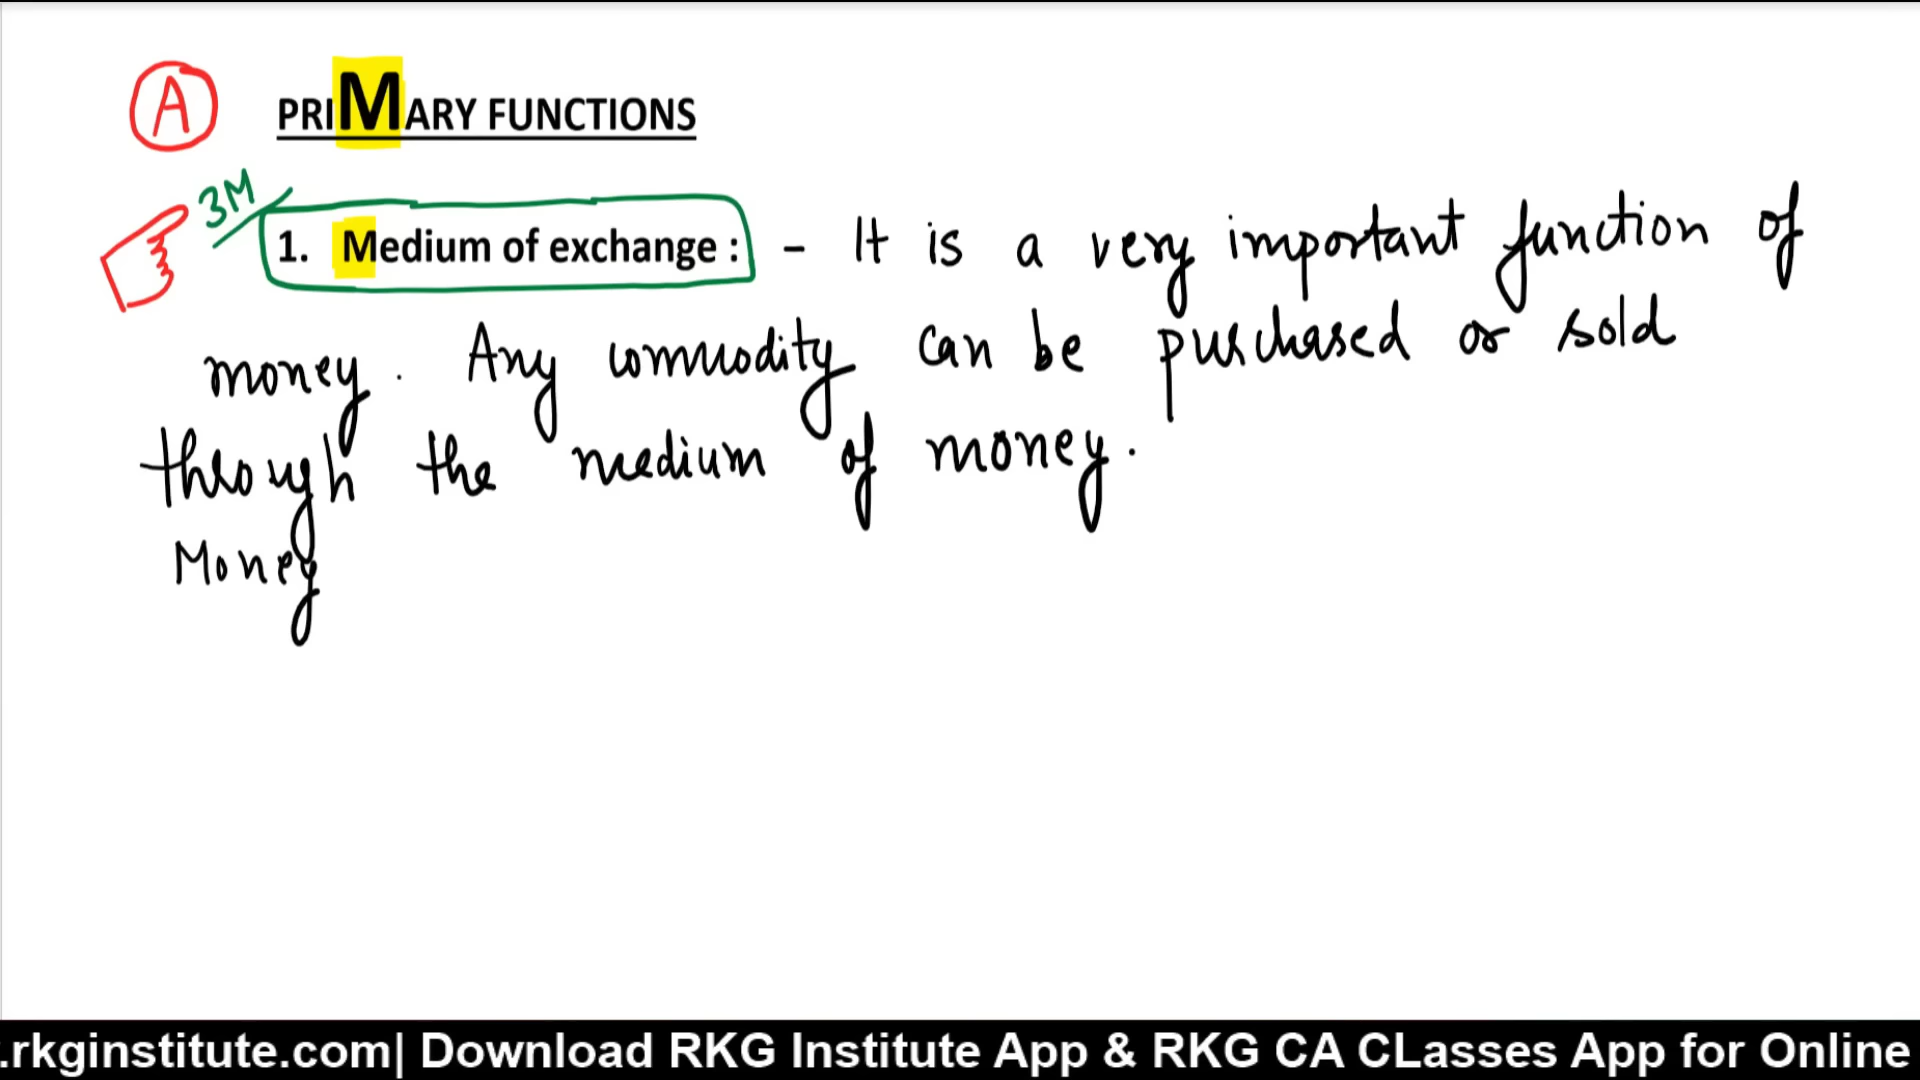 A PRIMARY FUNCTIONS
3M
1. Medium of exchange : - It is a very important function of
money. Any commodity can be purchased or sold
through the medium of money.
Money
.rkginstitute.com| Download RKG Institute App & RKG CA CLasses App for Online